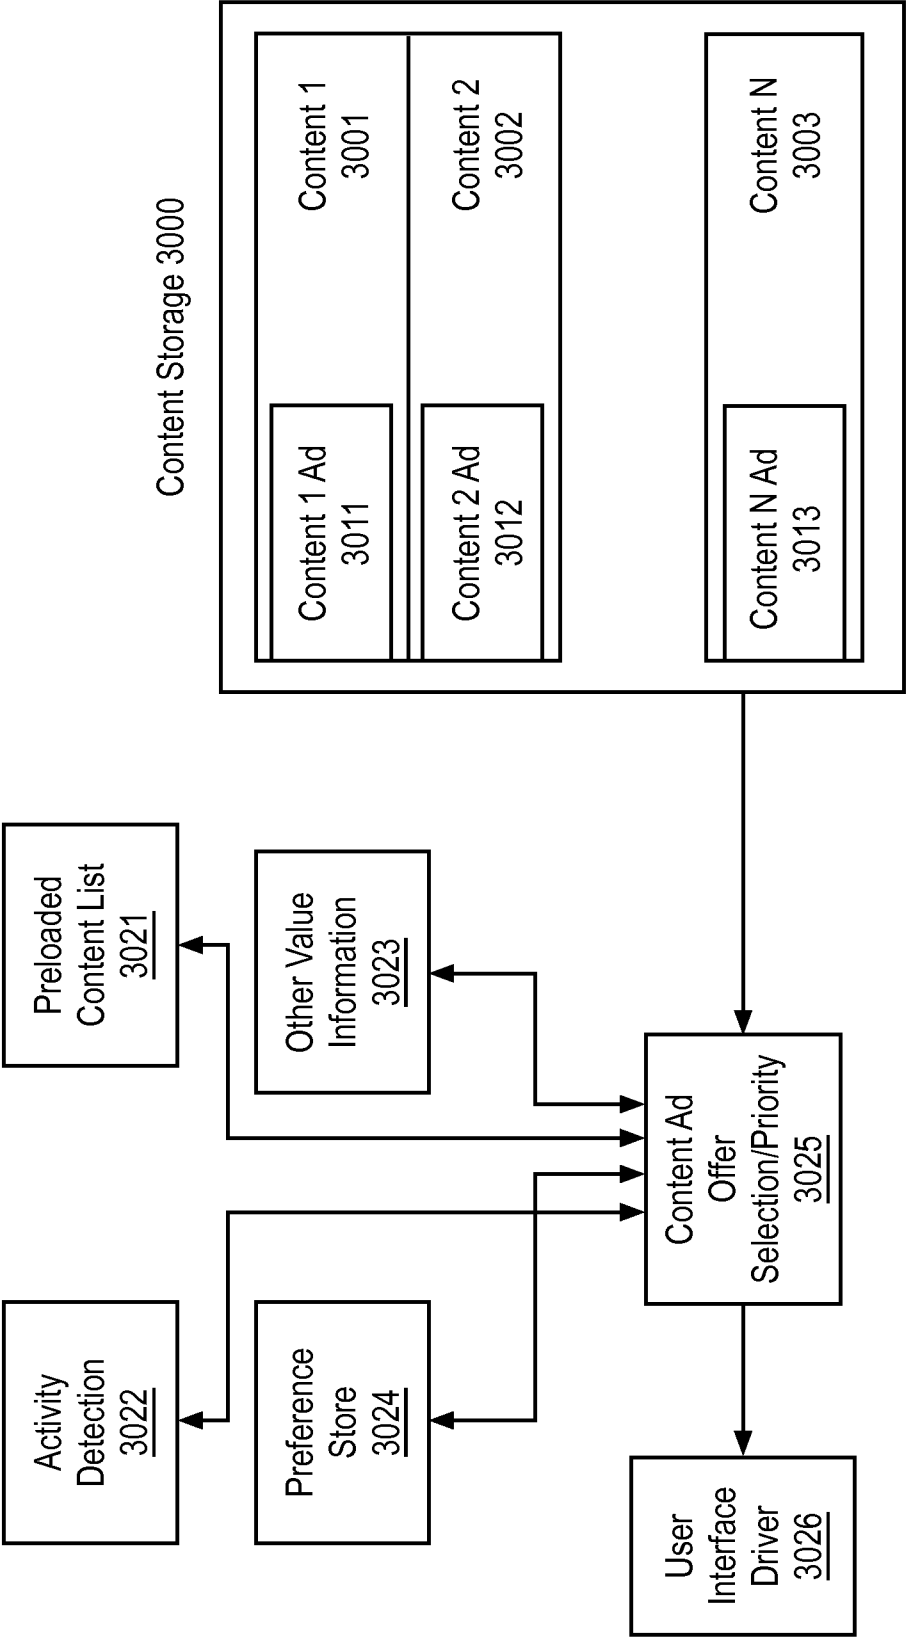 Content Storage 3000
Content 1
3001
Content 1 Ad
3011
Content 2
3002
Content 2 Ad
3012
Content N
3003
Content N Ad
3013
Preloaded
Content List
3021
Other Value
Information
3023
Activity
Detection
3022
Preference
Store
3024
Content Ad
Offer
Selection/Priority
3025
User
Interface
Driver
3026